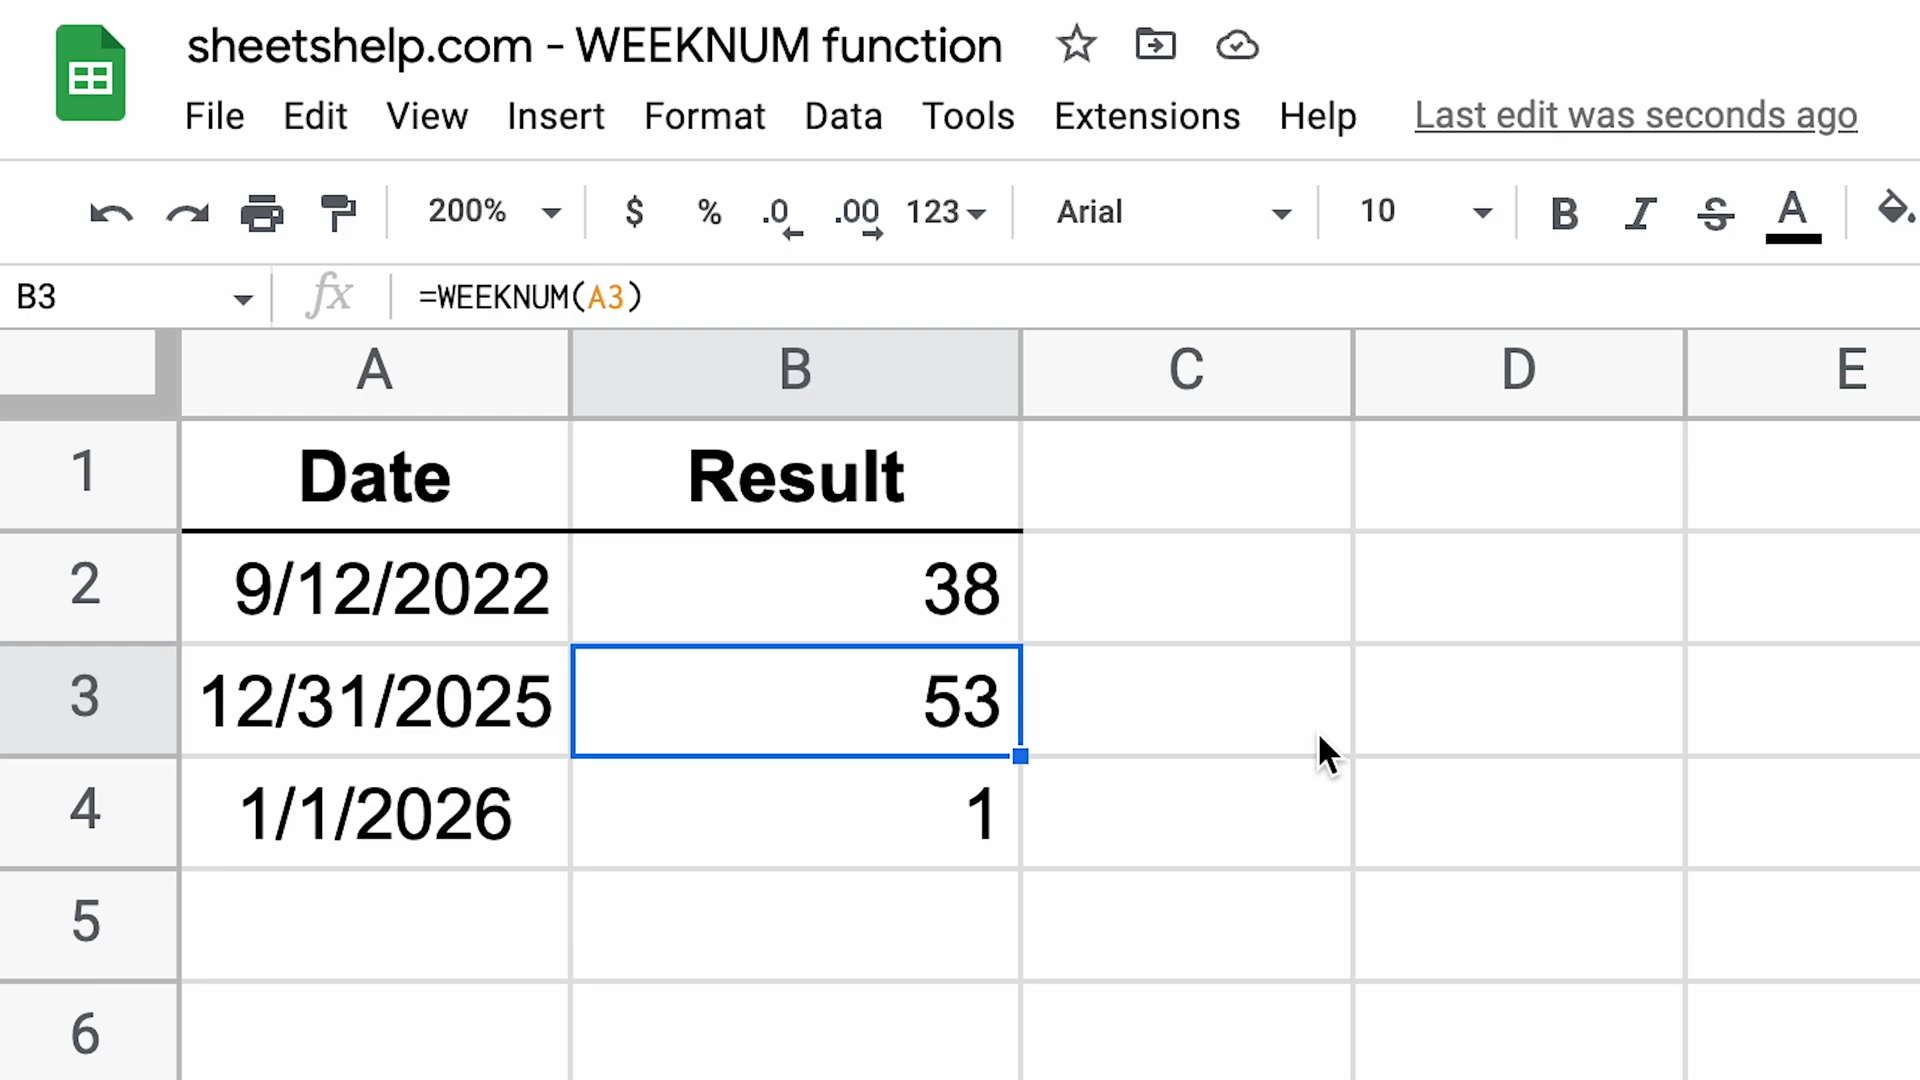 sheetshelp.com - WEEKNUM function
File Edit View Insert Format Data Tools Extensions Help Last edit was seconds ago
200% $ % .0 .00 123 Arial 10 B I S A
B3 fx =WEEKNUM(A3)
A B C D E
1 Date Result
2 9/12/2022 38
3 12/31/2025 53
4 1/1/2026 1
5
6